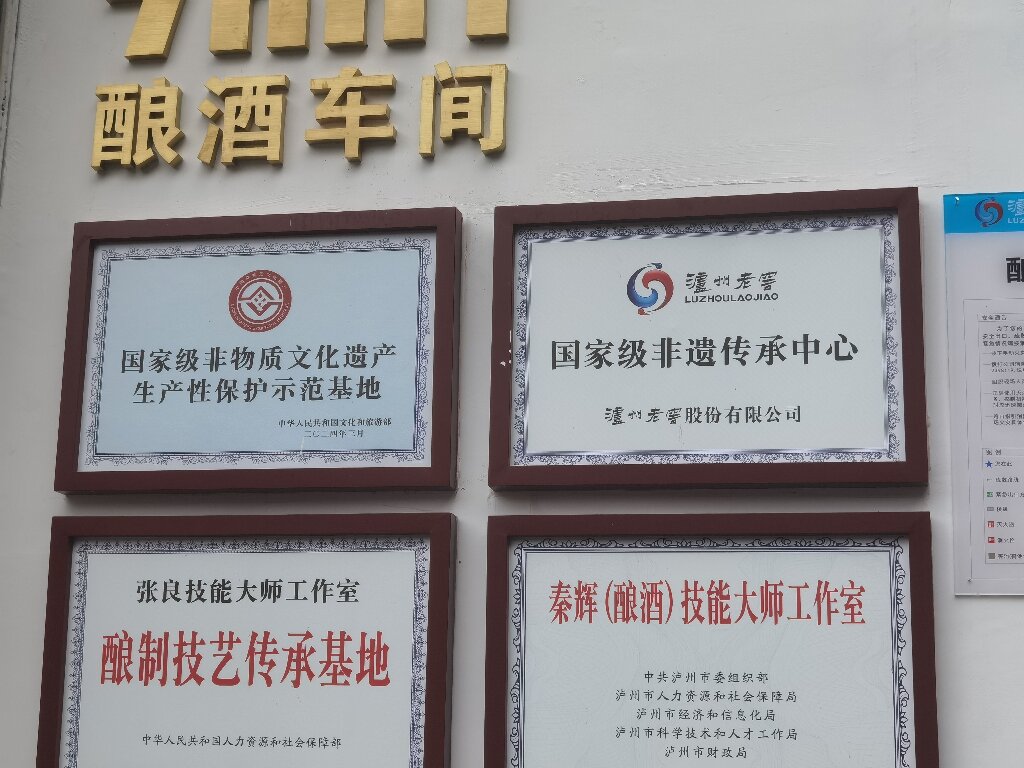 酿酒车间
国家级非物质文化遗产
生产性保护示范基地
中华人民共和国文化和旅游部
二〇二四年三月
泸州老窖
LUZHOULAOJIAO
国家级非遗传承中心
泸州老窖股份有限公司
张良技能大师工作室
酿制技艺传承基地
中华人民共和国人力资源和社会保障部
秦辉(酿酒)技能大师工作室
中共泸州市委组织部
泸州市人力资源和社会保障局
泸州市经济和信息化局
泸州市科学技术和人才工作局
泸州市财政局